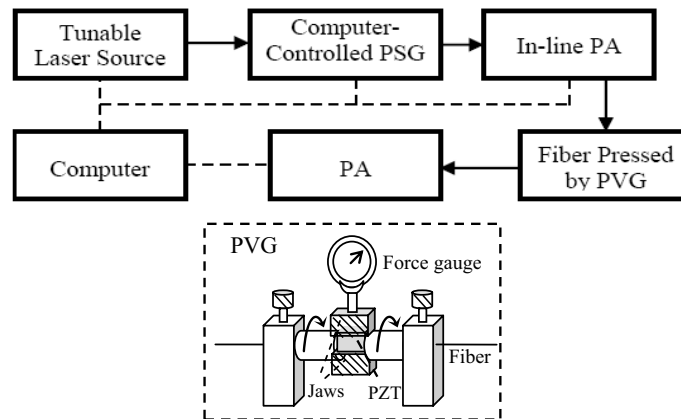 Tunable
Laser Source
Computer-
Controlled PSG
In-line PA
Computer
PA
Fiber Pressed
by PVG
PVG
Force gauge
Fiber
Jaws
PZT